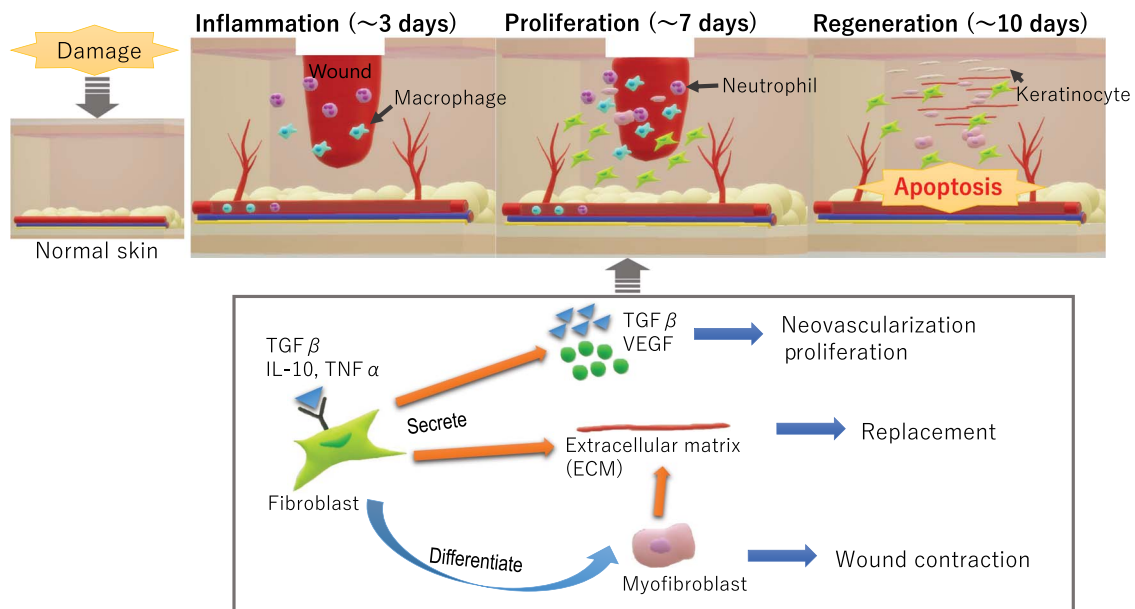 Damage
Normal skin
Inflammation (~3 days)
Wound
Macrophage
Proliferation (~7 days)
Neutrophil
Regeneration (~10 days)
Keratinocyte
Apoptosis
TGF β
IL-10, TNF α
Fibroblast
Secrete
Differentiate
TGF β
VEGF
Neovascularization
proliferation
Extracellular matrix
(ECM)
Replacement
Myofibroblast
Wound contraction